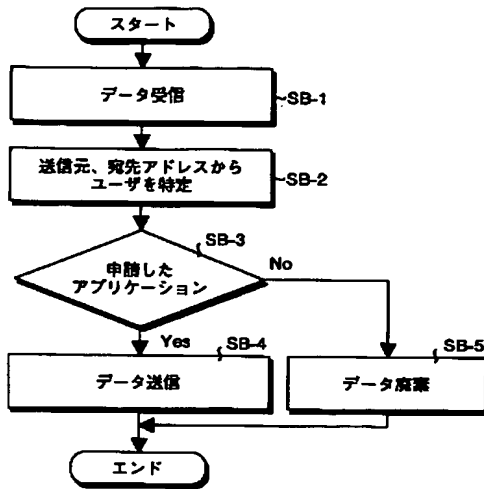 スタート
データ受信
SB-1
送信元、宛先アドレスから
ユーザを特定
SB-2
SB-3
申請した
アプリケーション
No
Yes
SB-4
データ送信
SB-5
データ廃棄
エンド